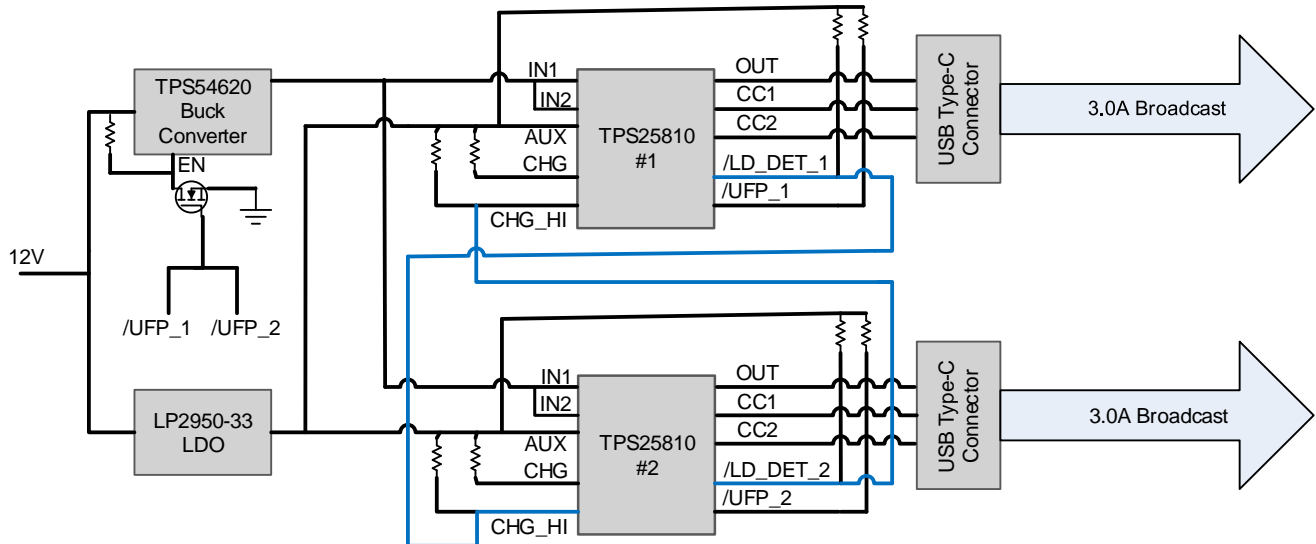 12V
TPS54620
Buck
Converter
EN
/UFP_1
/UFP_2
LP2950-33
LDO
IN1
IN2
AUX
CHG
CHG_HI
TPS25810
#1
OUT
CC1
CC2
/LD_DET_1
/UFP_1
USB Type-C
Connector
3.0A Broadcast
IN1
IN2
AUX
CHG
CHG_HI
TPS25810
#2
OUT
CC1
CC2
/LD_DET_2
/UFP_2
USB Type-C
Connector
3.0A Broadcast